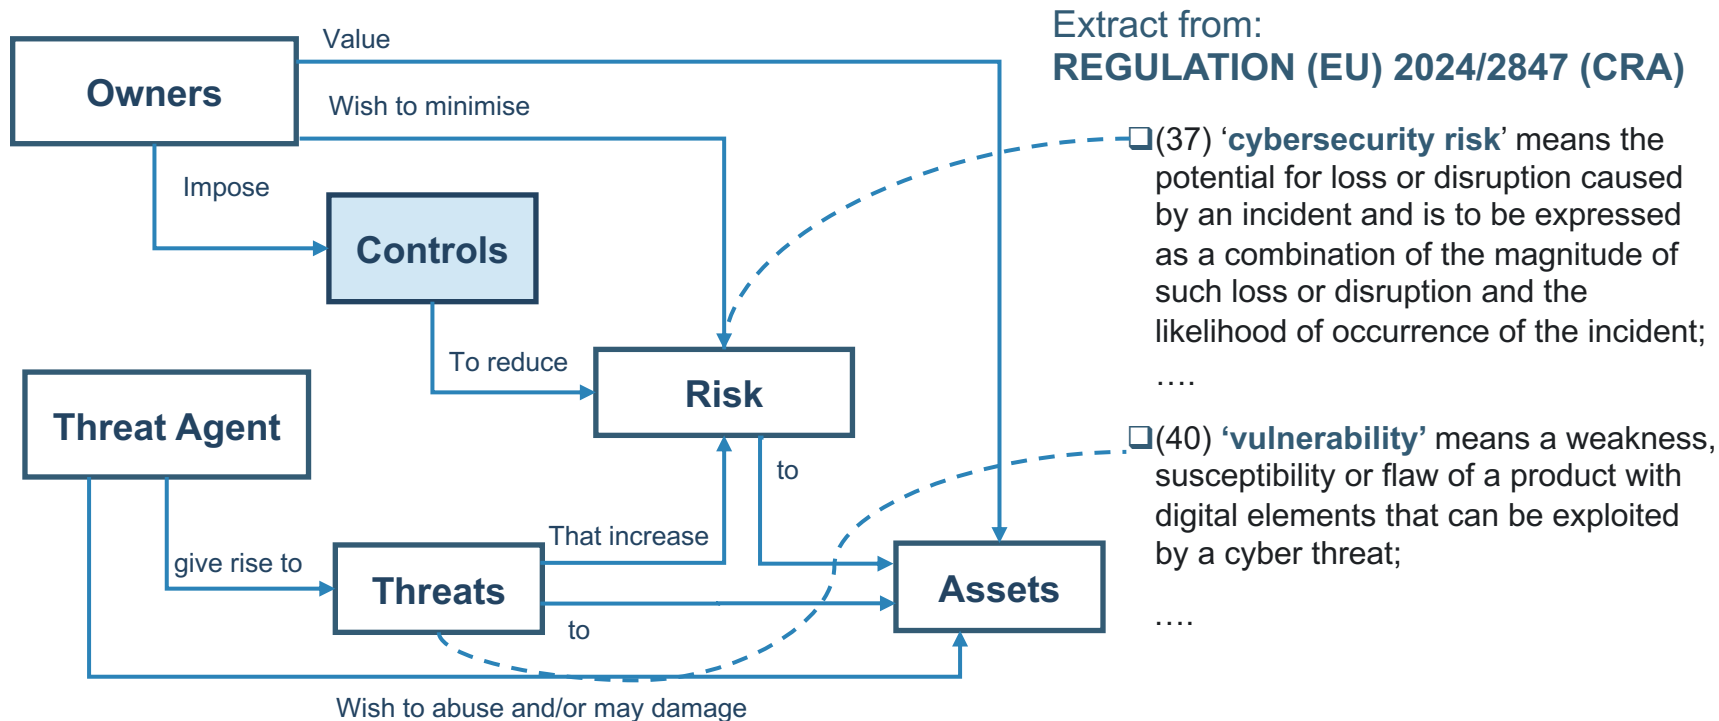 Value
Owners
Wish to minimise
Impose
Controls
To reduce
Risk
Threat Agent
to
That increase
give rise to
Threats
to
Assets
Wish to abuse and/or may damage
Extract from:
REGULATION (EU) 2024/2847 (CRA)
❑(37) ‘cybersecurity risk’ means the
potential for loss or disruption caused
by an incident and is to be expressed
as a combination of the magnitude of
such loss or disruption and the
likelihood of occurrence of the incident;
….
❑(40) ‘vulnerability’ means a weakness,
susceptibility or flaw of a product with
digital elements that can be exploited
by a cyber threat;
….